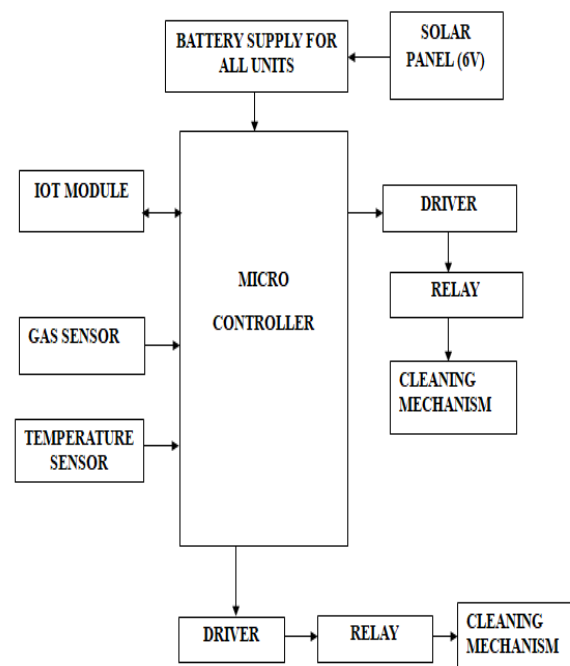 BATTERY SUPPLY FOR
ALL UNITS
SOLAR
PANEL (6V)
IOT MODULE
DRIVER
MICRO
CONTROLLER
RELAY
GAS SENSOR
CLEANING
MECHANISM
TEMPERATURE
SENSOR
DRIVER
RELAY
CLEANING
MECHANISM